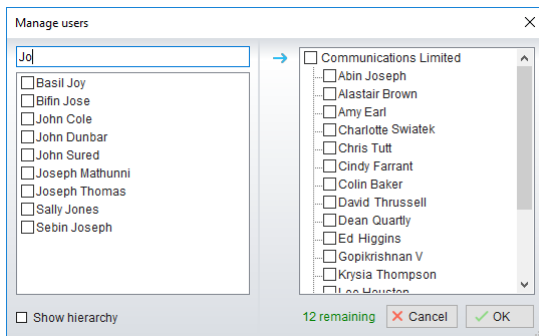 Manage users
Jo
Basil Joy
Bifin Jose
John Cole
John Dunbar
John Sured
Joseph Mathunni
Joseph Thomas
Sally Jones
Sebin Joseph
Show hierarchy
Communications Limited
Abin Joseph
Alastair Brown
Amy Earl
Charlotte Swiatek
Chris Tutt
Cindy Farrant
Colin Baker
David Thrussell
Dean Quartly
Ed Higgins
Gopikrishnan V
Krysia Thompson
12 remaining
Cancel
OK